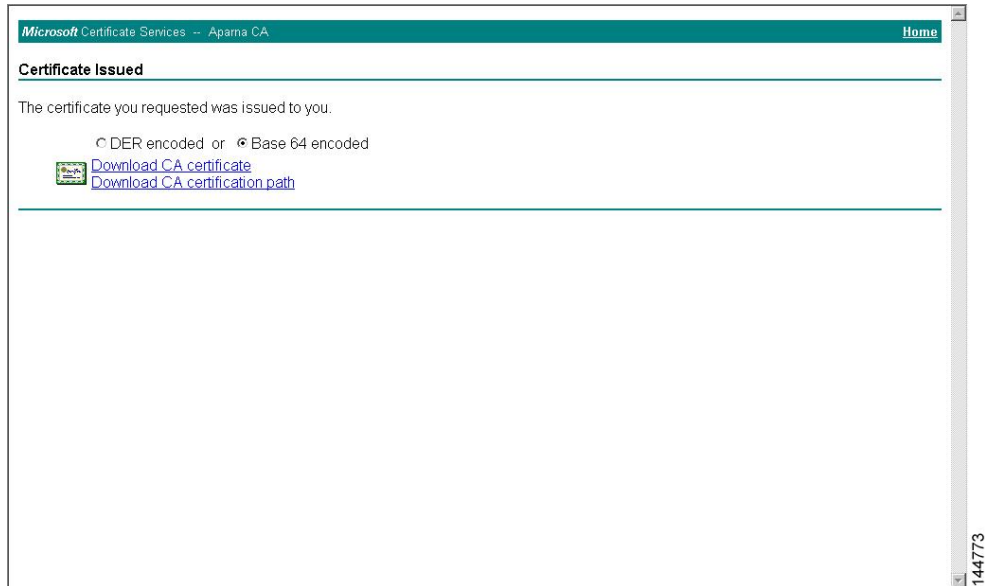 Microsoft Certificate Services -- Aparna CA Home
Certificate Issued
The certificate you requested was issued to you.
DER encoded or Base 64 encoded
Download CA certificate
Download CA certification path
144773